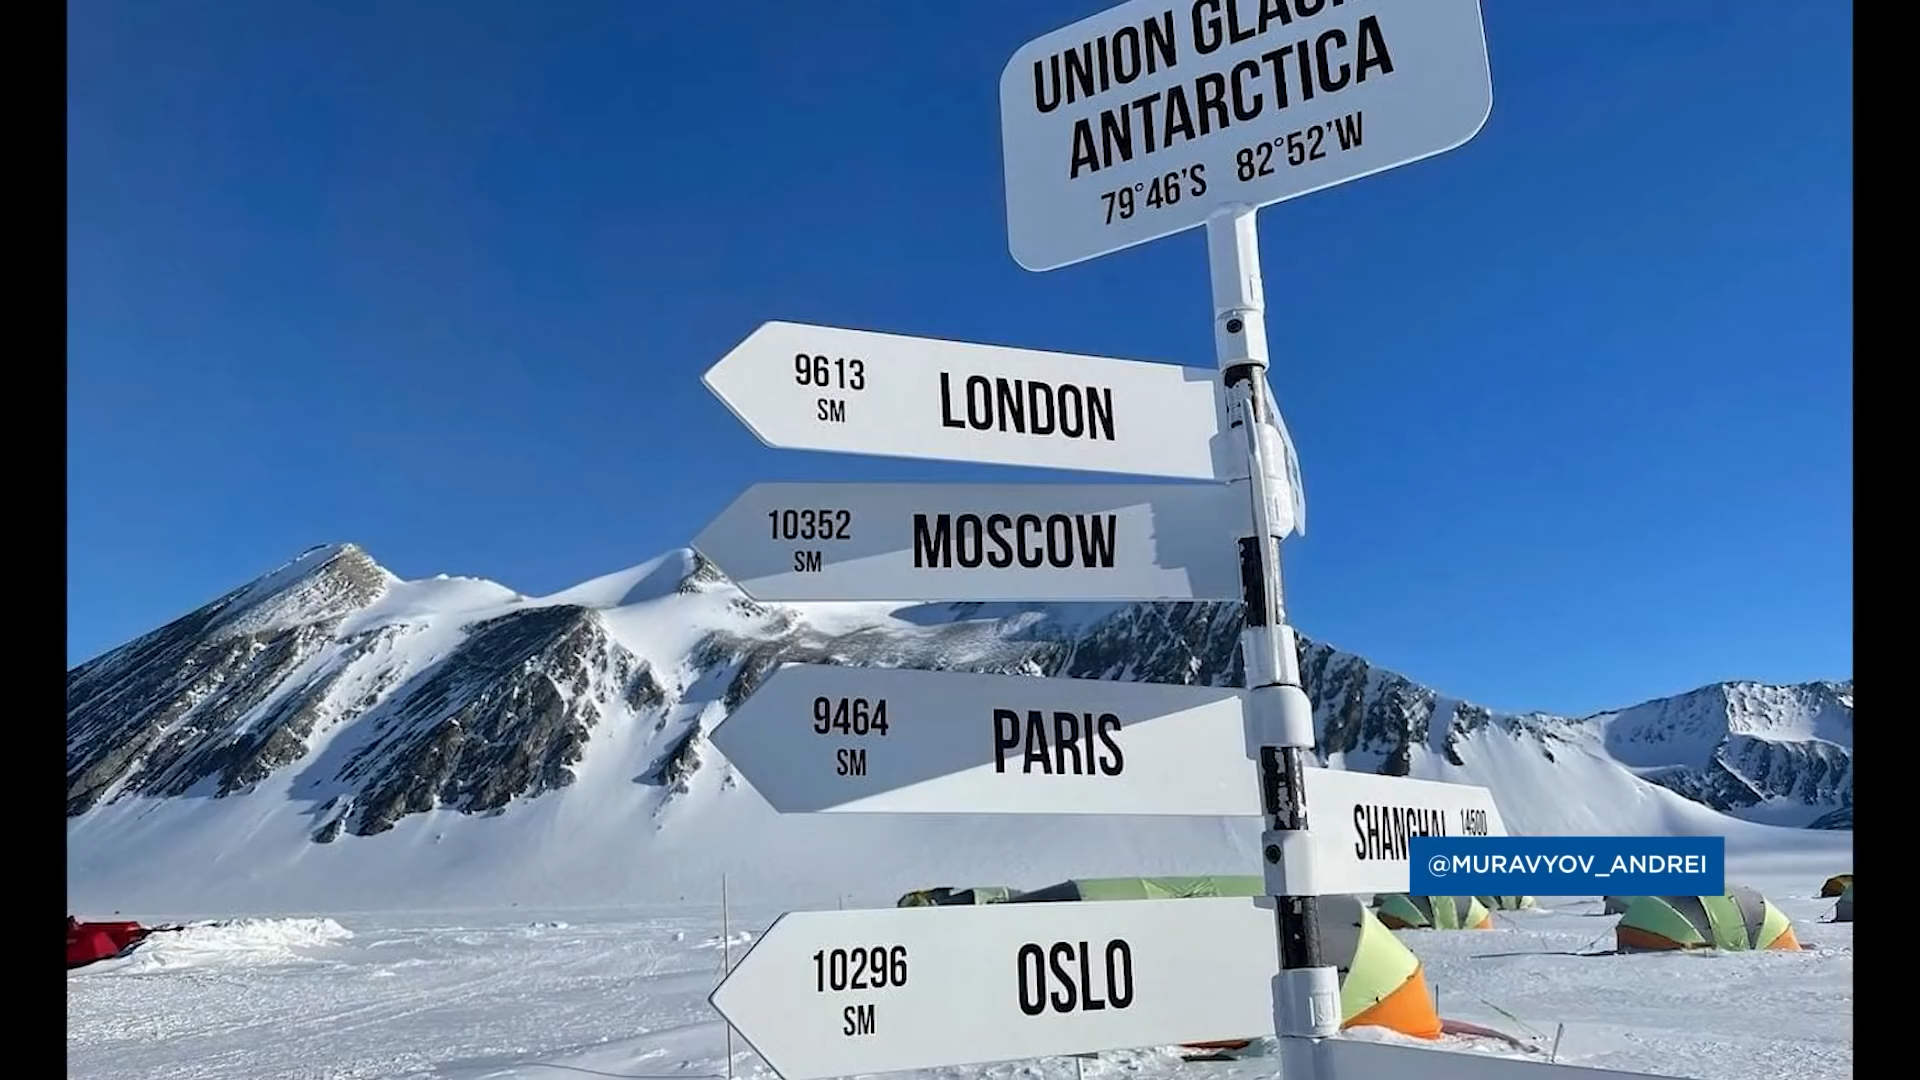 UNION
ANTARCTICA
79°46'S 82°52'W
9613
SM
LONDON
10352
SM
MOSCOW
9464
SM
PARIS
14500
@MURAVYOV_ANDREI
10296
SM
OSLO